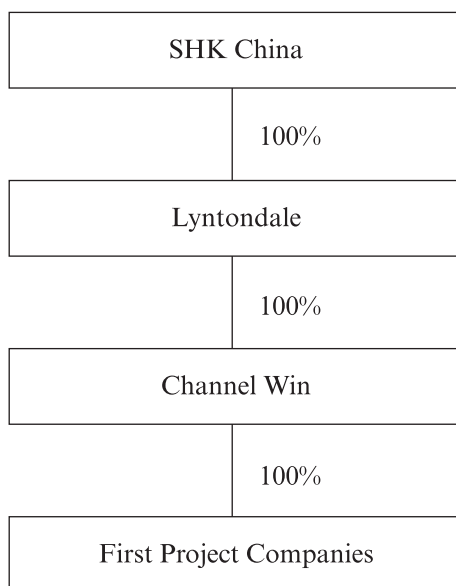 SHK China
100%
Lyntondale
100%
Channel Win
100%
First Project Companies